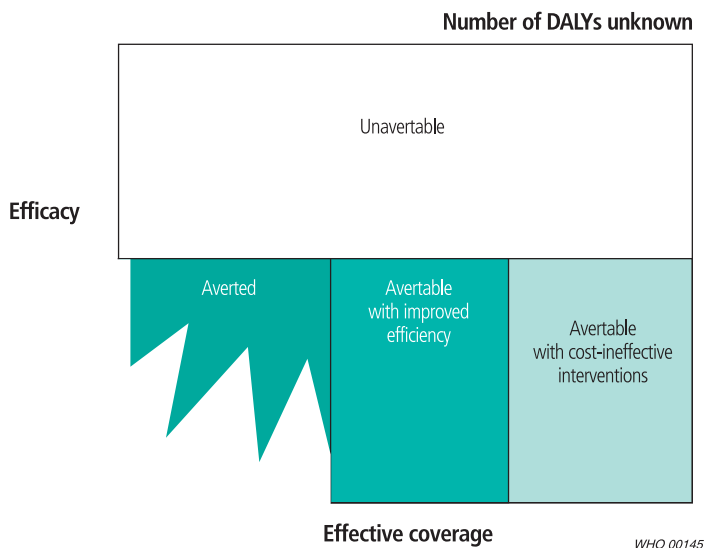 Number of DALYs unknown
Unavertable
Efficacy
Averted
Avertable
with improved
efficiency
Avertable
with cost-ineffective
interventions
Effective coverage
WHO 00145